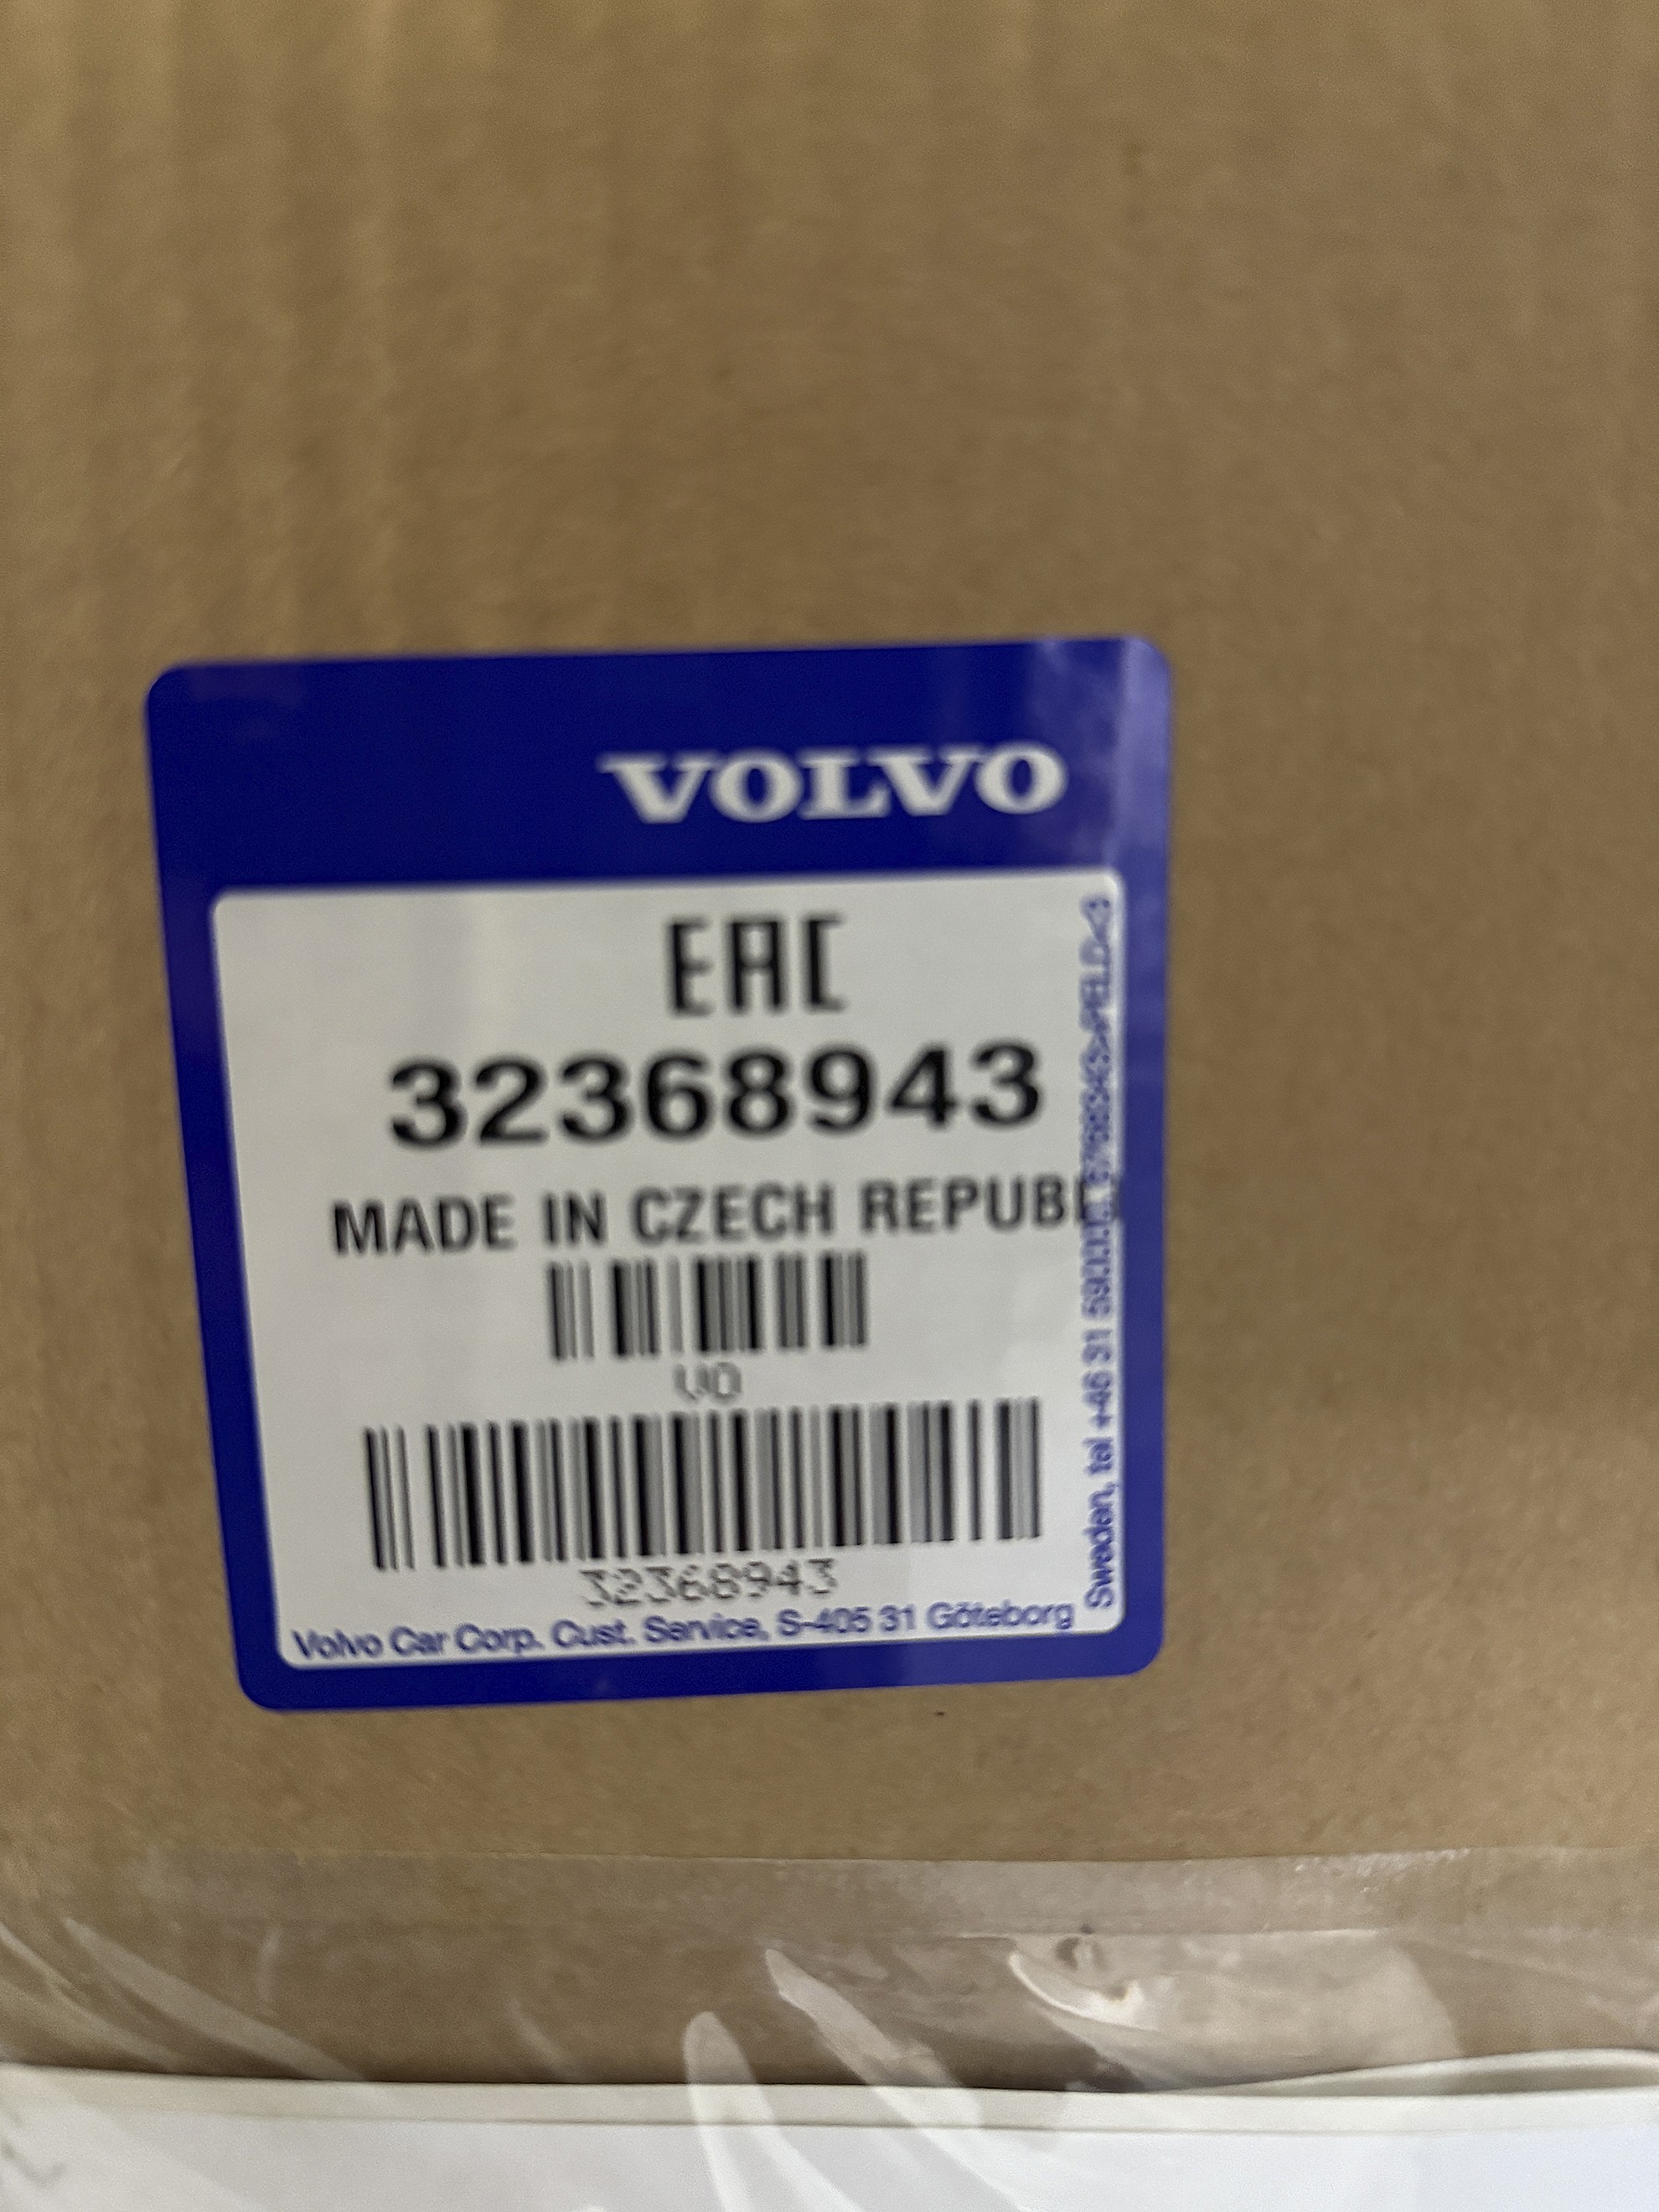 VOLVO
EAC
32368943
MADE IN CZECH REPUBL
VO
32368943
Volvo Car Corp. Cust. Service, S-405 31 Göteborg
Sweden, tel +46 31